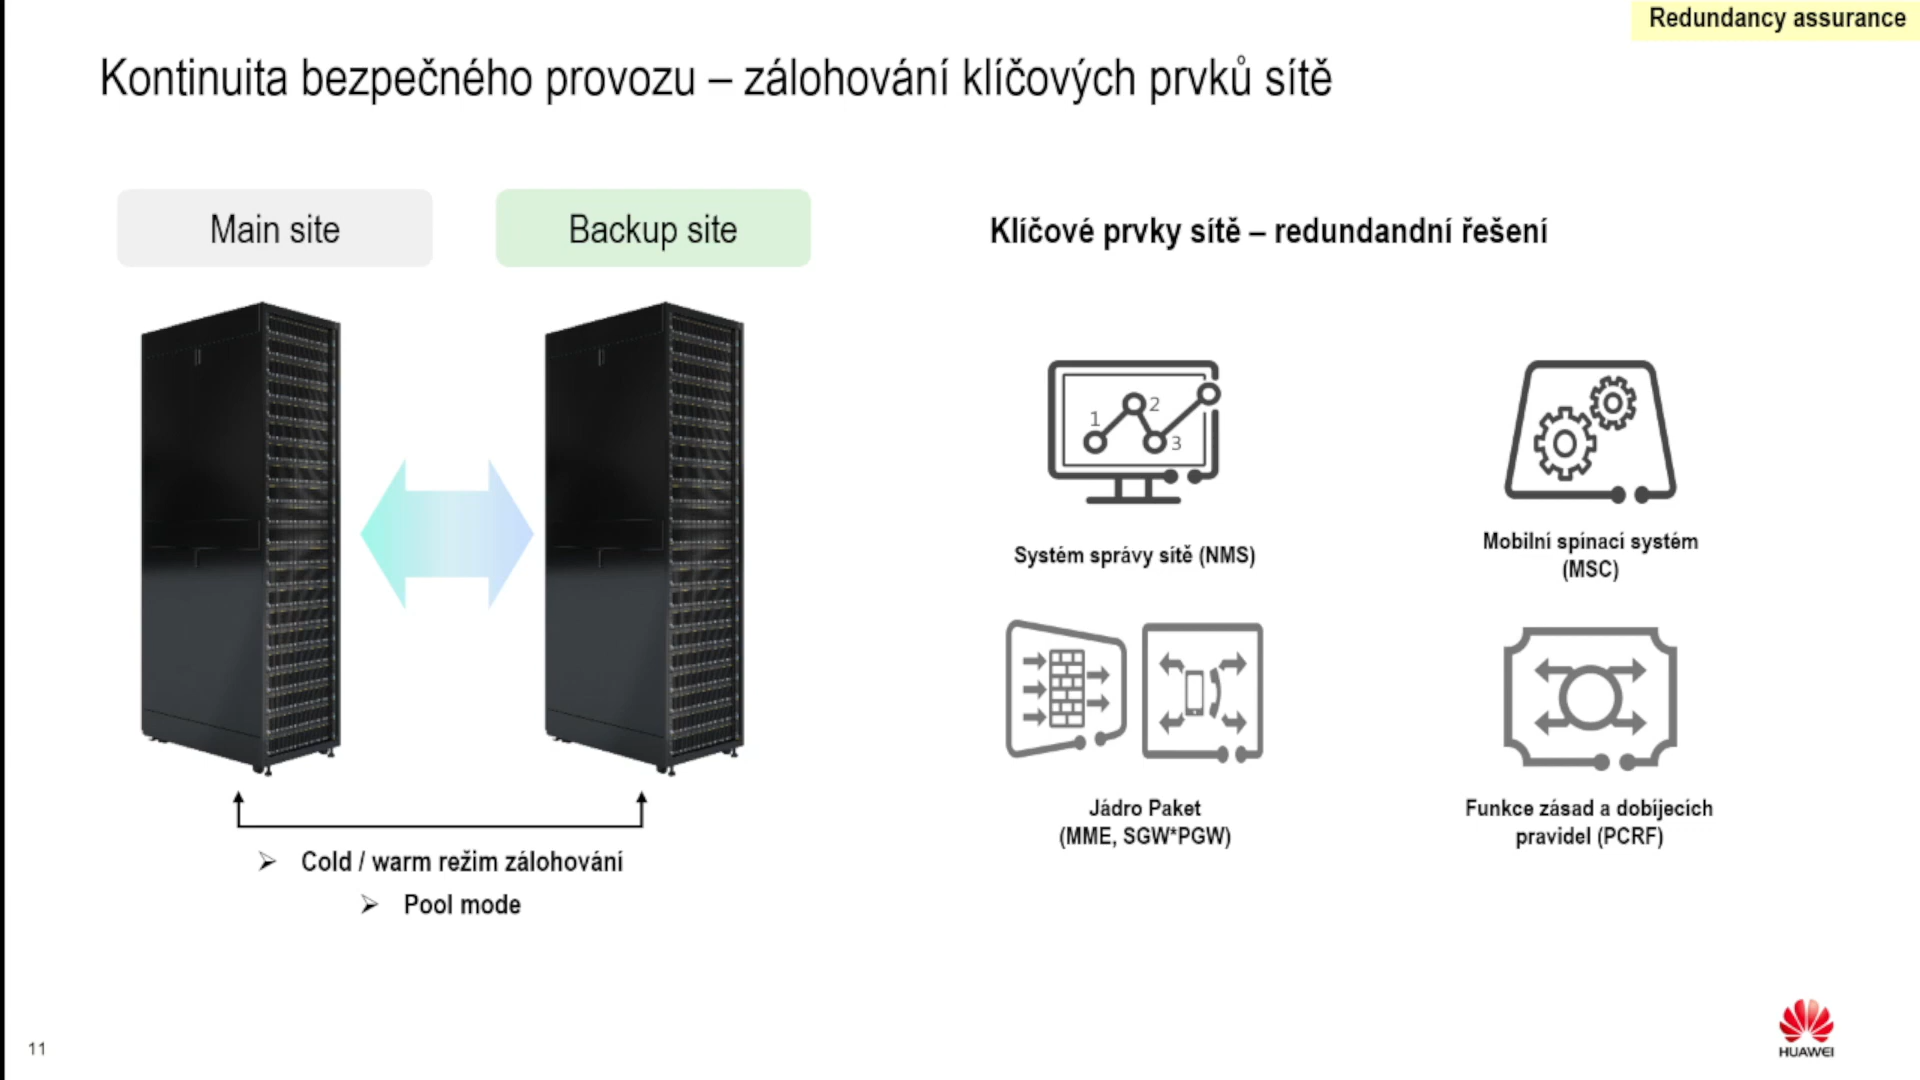 Redundancy assurance
Kontinuita bezpečného provozu – zálohování klíčových prvků sítě
Main site
Backup site
Klíčové prvky sítě – redundandní řešení
1
2
3
Systém správy sítě (NMS)
Mobilní spínací systém
(MSC)
Jádro Paket
(MME, SGW*PGW)
Funkce zásad a dobíjecích
pravidel (PCRF)
➢ Cold / warm režim zálohování
➢ Pool mode
11
HUAWEI